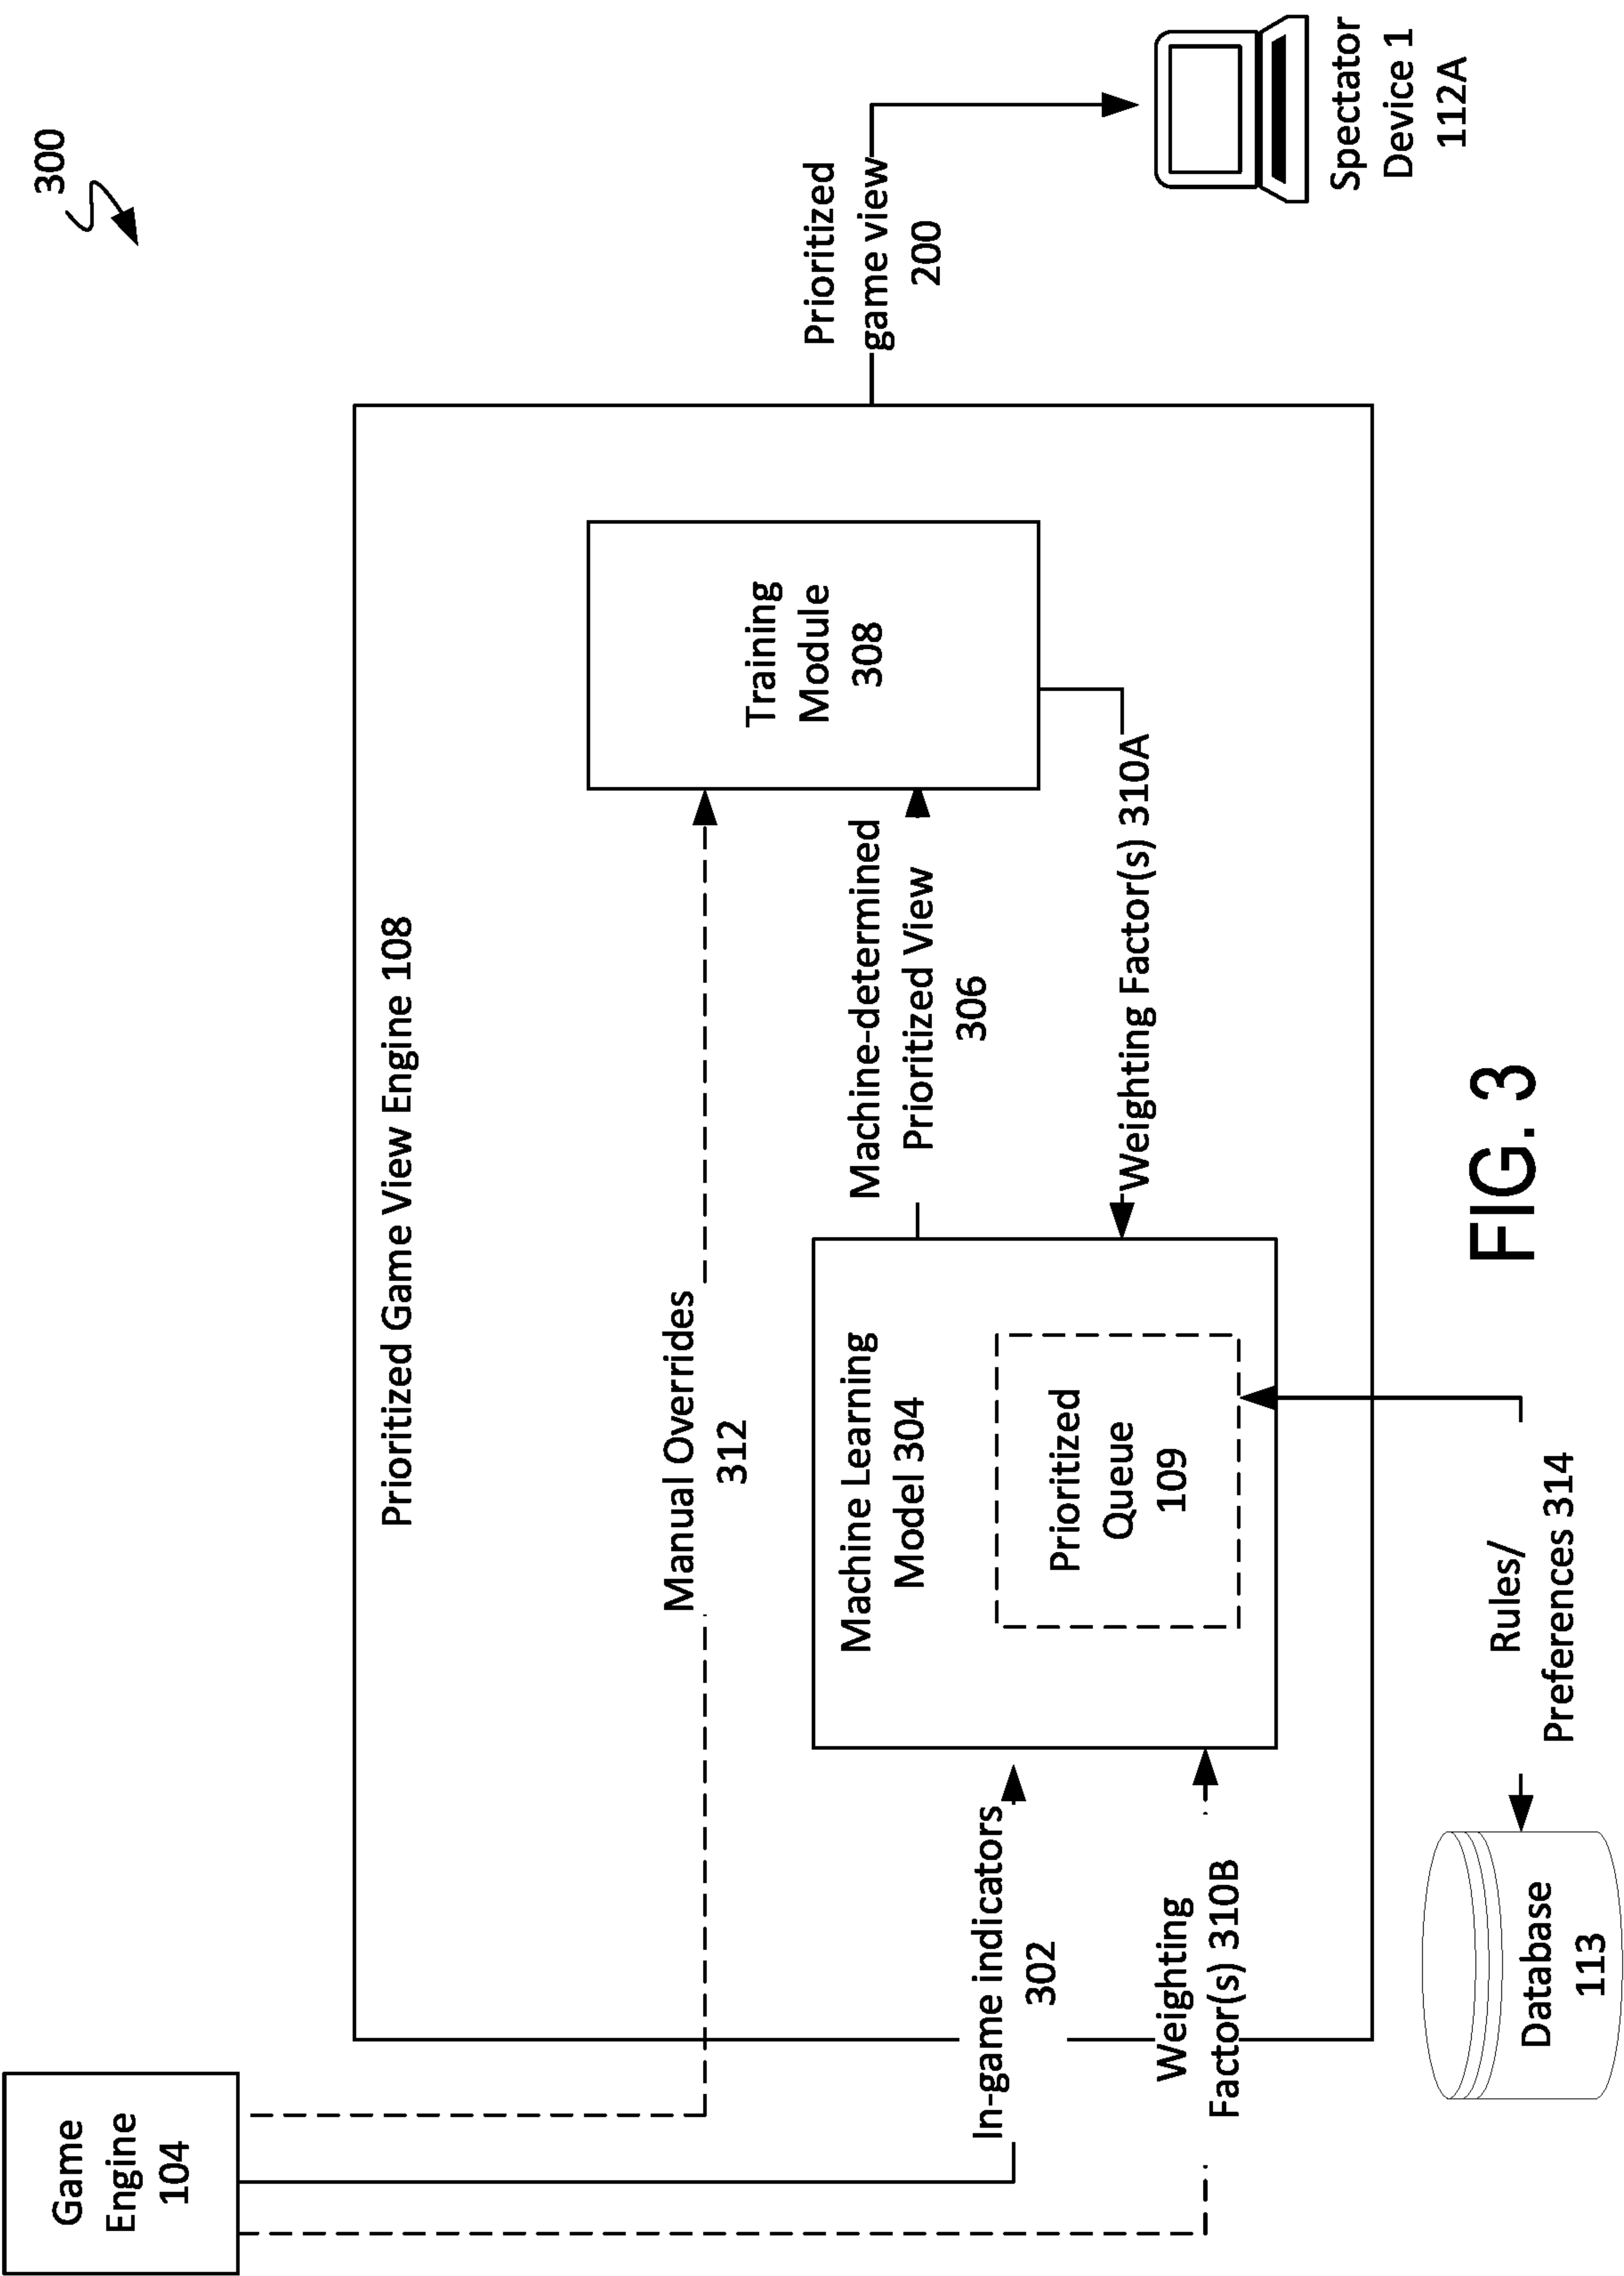 300
Game
Engine
104
Prioritized Game View Engine 108
Manual Overrides
312
Training
Module
308
Prioritized
game view
200
Machine-determined
Prioritized View
306
Machine Learning
Model 304
Prioritized
Queue
109
In-game indicators
302
Weighting
Factor(s) 310B
Weighting Factor(s) 310A
Spectator
Device 1
112A
Rules/
Preferences 314
Database
113
FIG. 3